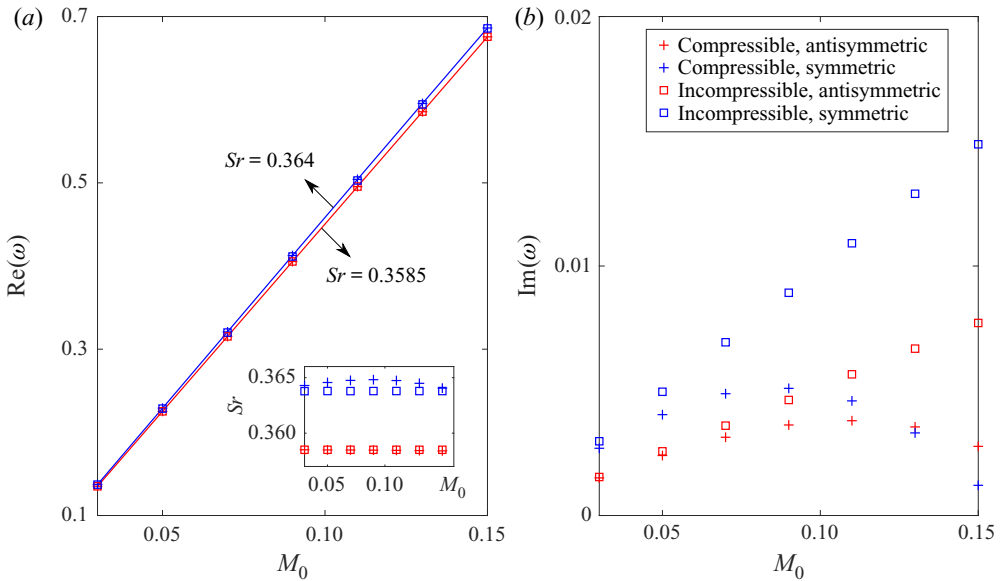 (a)
0.7
0.5
0.3
0.1
Re(ω)
Sr = 0.364
Sr = 0.3585
0.365
0.360
Sr
0.05
0.10
M0
0.05
0.10
0.15
M0
(b)
0.02
0.01
0
Im(ω)
Compressible, antisymmetric
Compressible, symmetric
Incompressible, antisymmetric
Incompressible, symmetric
0.05
0.10
0.15
M0